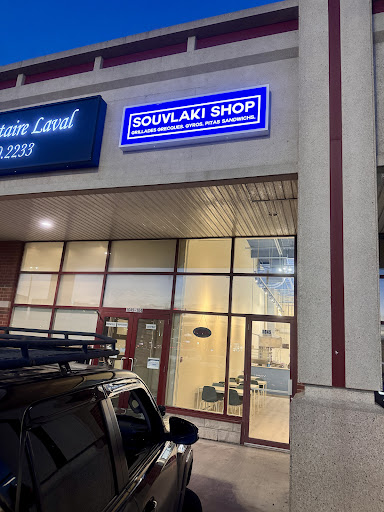 taire Laval
.2233
SOUVLAKI SHOP
GRILLADES GRECQUES. GYROS. PITAS SANDWICHS.